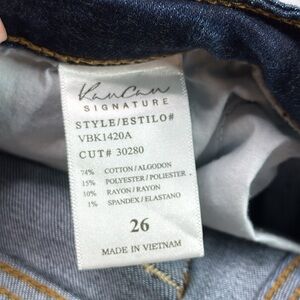 KanCan
SIGNATURE
STYLE/ESTILO#
VBK1420A
CUT# 30280
74% COTTON/ALGODON
15% POLYESTER/POLIESTER
10% RAYON/RAYON
1% SPANDEX/ELASTANO
26
MADE IN VIETNAM